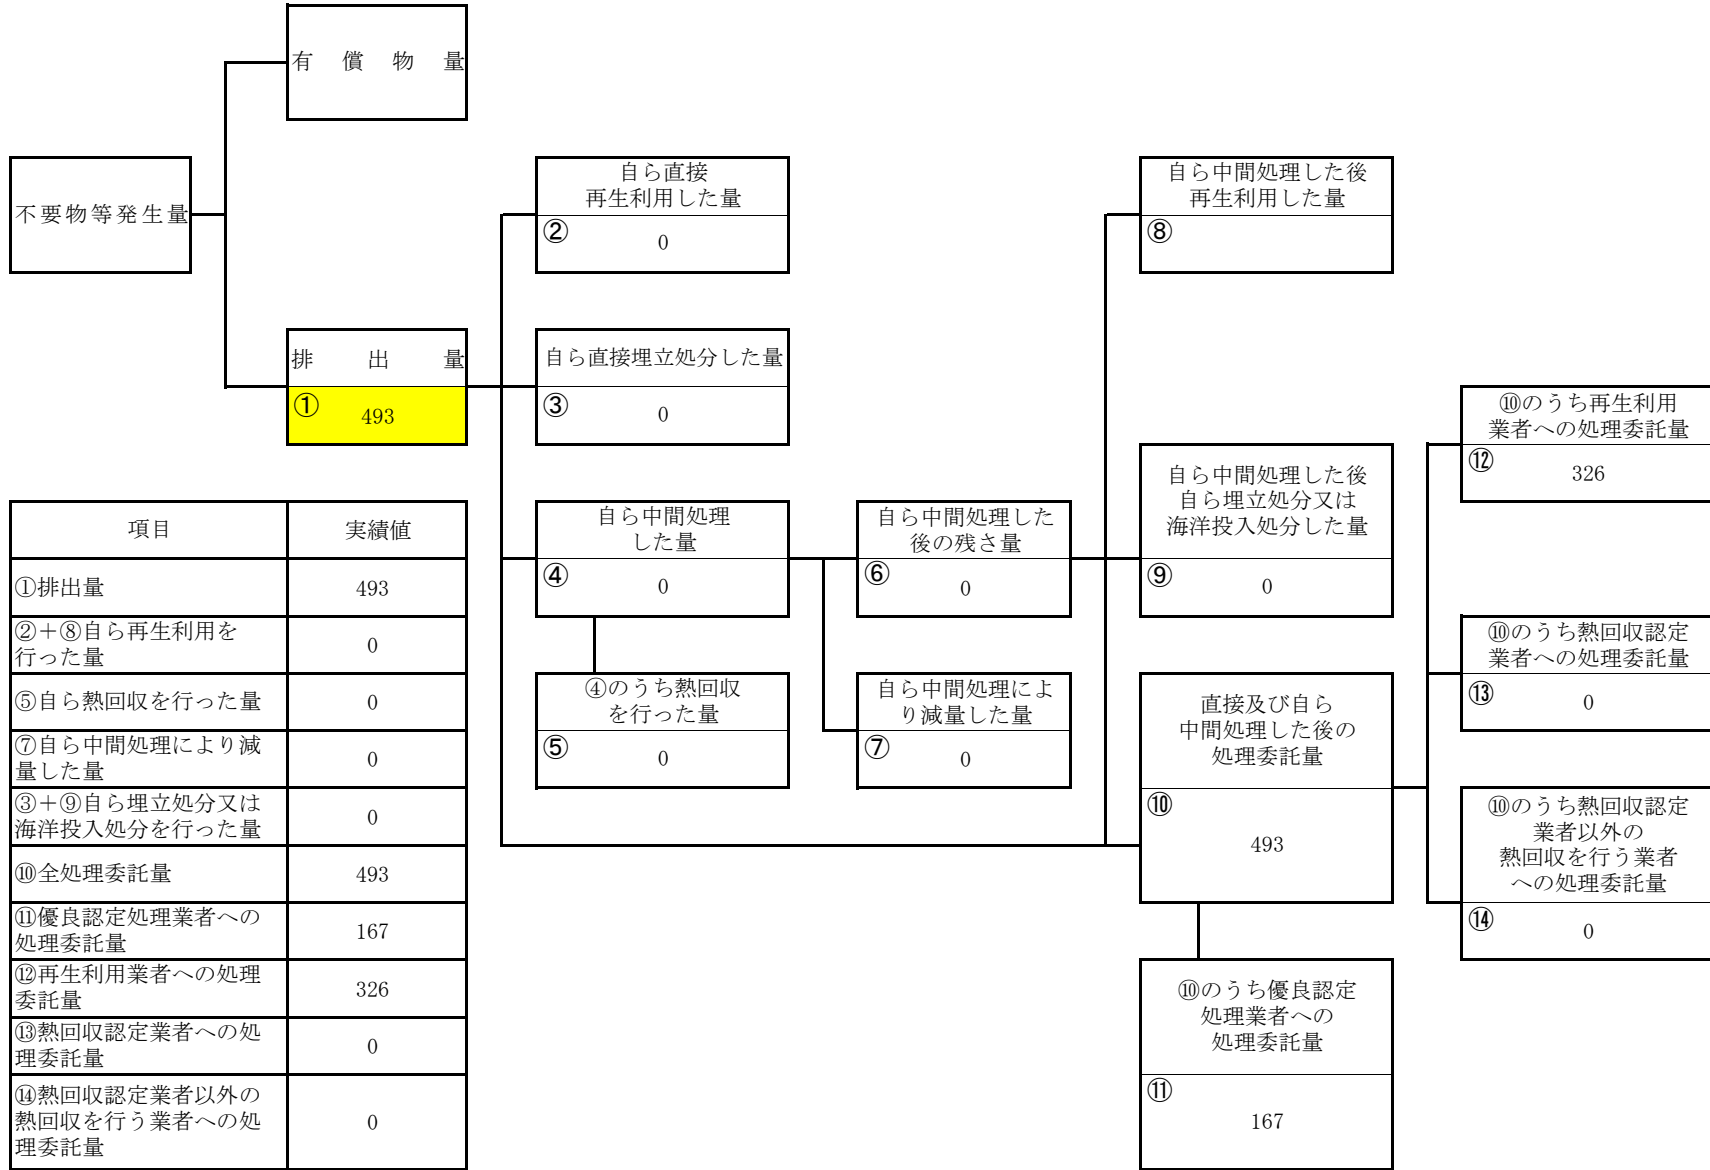 有償物量
不要物等発生量
自ら直接
再生利用した量
②
0
自ら中間処理した後
再生利用した量
⑧
排出量
①
493
自ら直接埋立処分した量
③
0
⑩のうち再生利用
業者への処理委託量
⑫
326
自ら中間処理
した量
④
0
自ら中間処理した
後の残さ量
⑥
0
自ら中間処理した後
自ら埋立処分又は
海洋投入処分した量
⑨
0
⑩のうち熱回収認定
業者への処理委託量
⑬
0
④のうち熱回収
を行った量
⑤
0
自ら中間処理によ
り減量した量
⑦
0
直接及び自ら
中間処理した後の
処理委託量
⑩
493
⑩のうち熱回収認定
業者以外の
熱回収を行う業者
への処理委託量
⑭
0
⑩のうち優良認定
処理業者への
処理委託量
⑪
167
項目 実績値
①排出量 493
②＋⑧自ら再生利用を
行った量 0
⑤自ら熱回収を行った量 0
⑦自ら中間処理により減
量した量 0
③＋⑨自ら埋立処分又は
海洋投入処分を行った量 0
⑩全処理委託量 493
⑪優良認定処理業者への
処理委託量 167
⑫再生利用業者への処理
委託量 326
⑬熱回収認定業者への処
理委託量 0
⑭熱回収認定業者以外の
熱回収を行う業者への処
理委託量 0